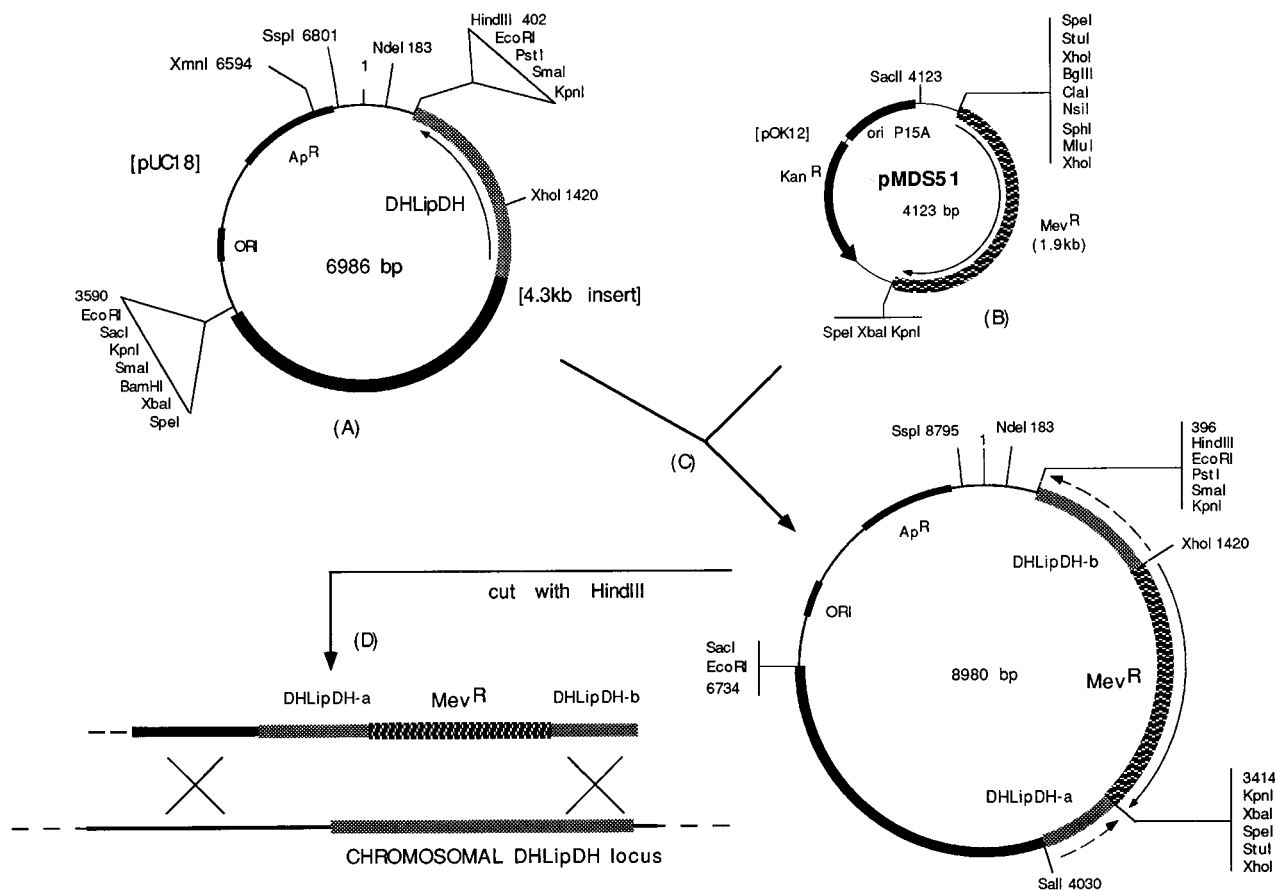 HindIII 402
EcoRI
PstI
SmaI
KpnI
SspI 6801
NdeI 183
XmnI 6594
1
[pUC18]
ApR
DHLipDH
XhoI 1420
ORI
6986 bp
[4.3kb insert]
3590
EcoRI
SacI
KpnI
SmaI
BamHI
XbaI
SpeI
(A)
SpeI
StuI
XhoI
BglII
ClaI
NsiI
SphI
MluI
XhoI
SacII 4123
[pOK12]
ori P15A
KanR
pMDS51
4123 bp
MevR
(1.9kb)
SpeI XbaI KpnI
(B)
(C)
SspI 8795
1
NdeI 183
396
HindIII
EcoRI
PstI
SmaI
KpnI
ApR
XhoI 1420
DHLipDH-b
ORI
SacI
EcoRI
6734
8980 bp
MevR
DHLipDH-a
3414
KpnI
XbaI
SpeI
StuI
XhoI
SalI 4030
cut with HindIII
(D)
DHLipDH-a
MevR
DHLipDH-b
CHROMOSOMAL DHLipDH locus